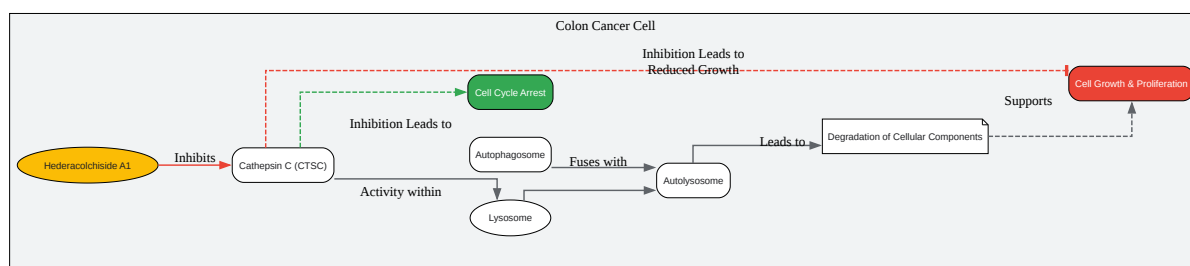 Colon Cancer Cell
Inhibition Leads to
Reduced Growth
Cell Growth & Proliferation
Cell Cycle Arrest
Supports
Inhibition Leads to
Degradation of Cellular Components
Leads to
Autophagosome
Hederacolchiside A1
Inhibits
Cathepsin C (CTSC)
Fuses with
Autolysosome
Activity within
Lysosome